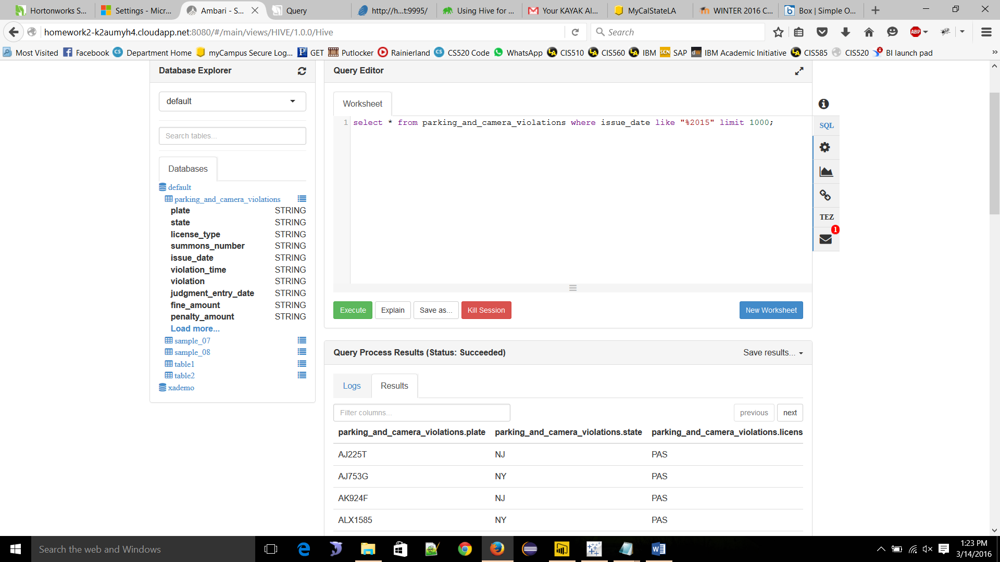 Hortonworks S...
Settings - Micr...
Ambari - S...
Query
http://h...t:9995/
Using Hive for ...
Your KAYAK Al...
MyCalStateLA
WINTER 2016 C...
Box | Simple O...
homework2-k2aumyh4.cloudapp.net:8080/#/main/views/HIVE/1.0.0/Hive
Search
ABP
Most Visited
Facebook
Department Home
myCampus Secure Log...
GET
Putlocker
Rainierland
CS520 Code
WhatsApp
CIS510
CIS560
IBM
SAP
IBM Academic Initiative
CIS585
CIS520
BI launch pad
Database Explorer
default
Search tables...
Databases
default
parking_and_camera_violations
plate STRING
state STRING
license_type STRING
summons_number STRING
issue_date STRING
violation_time STRING
violation STRING
judgment_entry_date STRING
fine_amount STRING
penalty_amount STRING
Load more...
sample_07
sample_08
table1
table2
xademo
Query Editor
Worksheet
1 select * from parking_and_camera_violations where issue_date like "%2015" limit 1000;
Execute
Explain
Save as...
Kill Session
New Worksheet
SQL
TEZ
1
Query Process Results (Status: Succeeded)
Save results...
Logs
Results
Filter columns...
previous
next
parking_and_camera_violations.plate parking_and_camera_violations.state parking_and_camera_violations.licens
AJ225T NJ PAS
AJ753G NY PAS
AK924F NJ PAS
ALX1585 NY PAS
Search the web and Windows
1:23 PM
3/14/2016